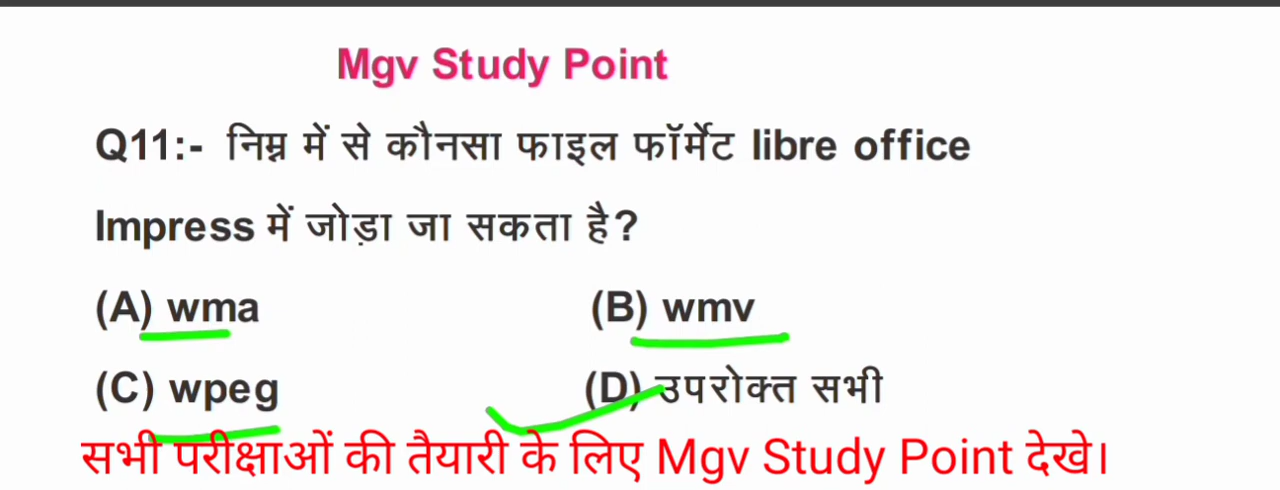 Mgv Study Point
Q11:- निम्न में से कौनसा फाइल फॉर्मेट libre office
Impress में जोड़ा जा सकता है?
(A) wma (B) wmv
(C) wpeg (D) उपरोक्त सभी
सभी परीक्षाओं की तैयारी के लिए Mgv Study Point देखे।